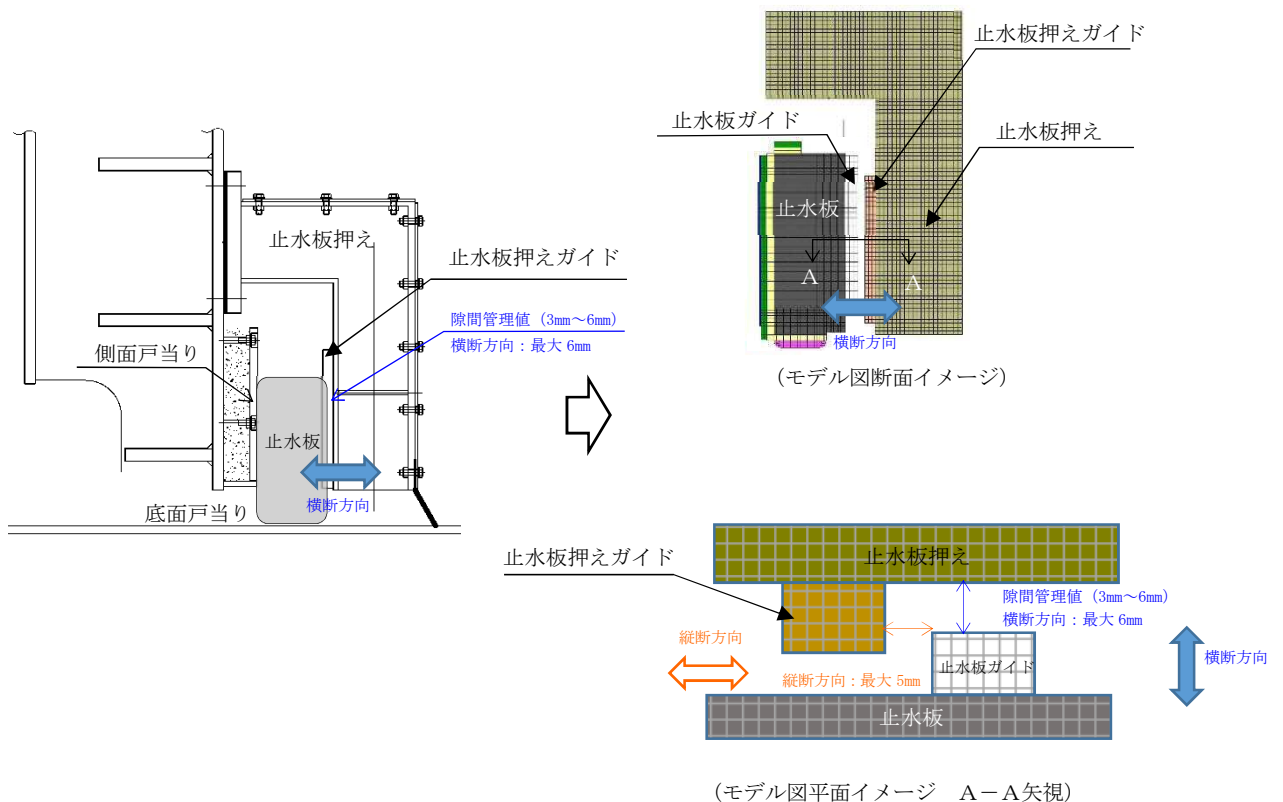 止水板押え
止水板押えガイド
隙間管理値（3mm～6mm）
横断方向：最大 6mm
側面戸当り
止水板
横断方向
底面戸当り
止水板押えガイド
止水板ガイド
止水板押え
止水板
A
A
横断方向
（モデル図断面イメージ）
止水板押えガイド
止水板押え
隙間管理値（3mm～6mm）
横断方向：最大 6mm
縦断方向
縦断方向：最大 5mm
止水板ガイド
横断方向
止水板
（モデル図平面イメージ　A－A矢視）